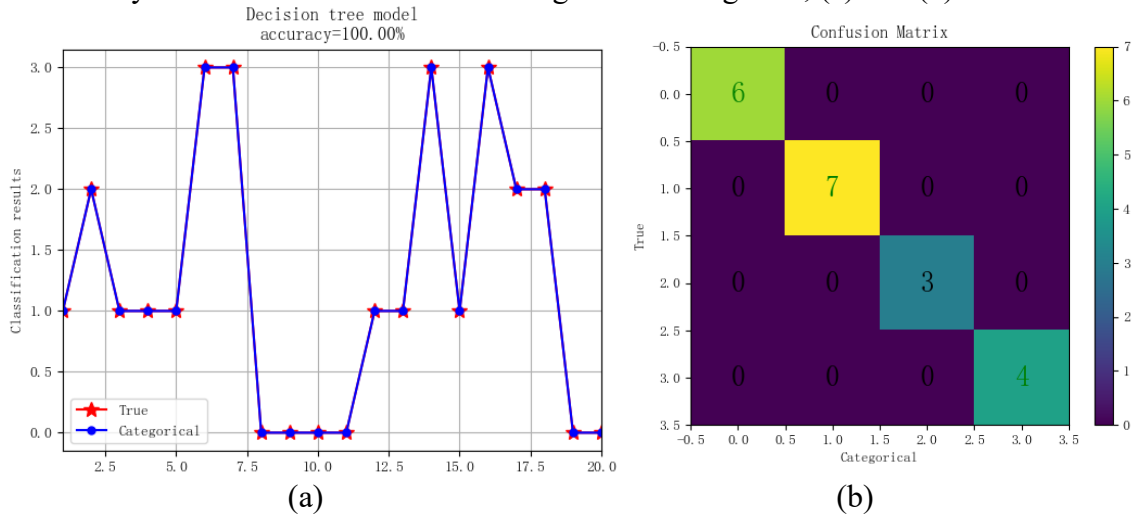 Decision tree model
accuracy=100.00%
3.0
2.5
2.0
1.5
1.0
0.5
0.0
Classification results
True
Categorical
2.5 5.0 7.5 10.0 12.5 15.0 17.5 20.0
(a)
Confusion Matrix
-0.5
0.0
0.5
1.0
1.5
2.0
2.5
3.0
3.5
True
6 0 0 0
0 7 0 0
0 0 3 0
0 0 0 4
-0.5 0.0 0.5 1.0 1.5 2.0 2.5 3.0 3.5
Categorical
7
6
5
4
3
2
1
0
(b)